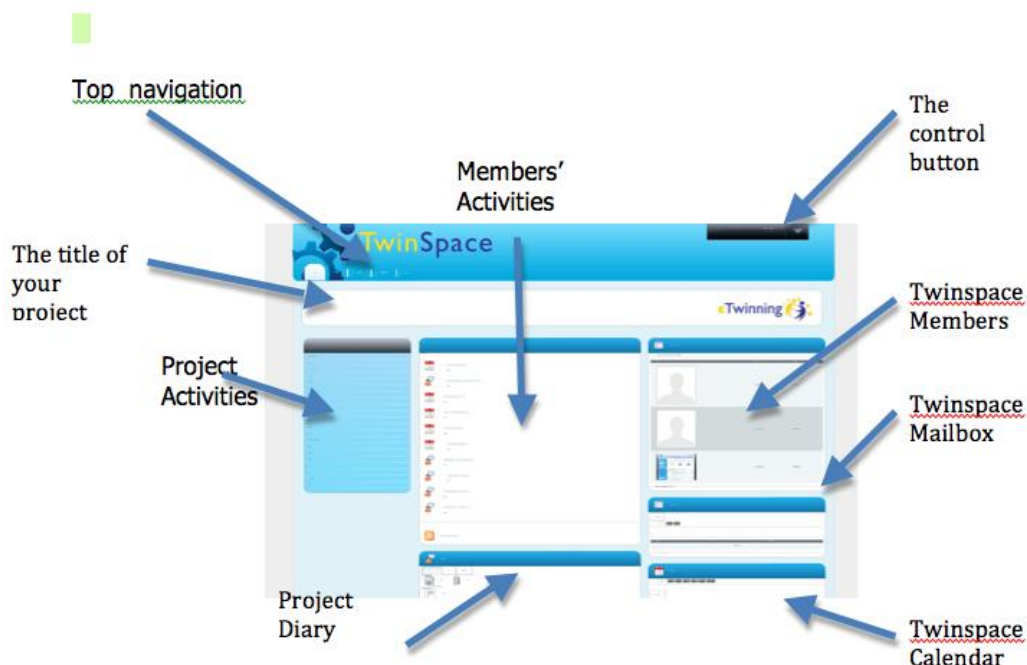 Top navigation
The
control
button
Members’
Activities
TwinSpace
The title of
your
project
eTwinning
Twinspace
Members
Project
Activities
Twinspace
Mailbox
Project
Diary
Twinspace
Calendar